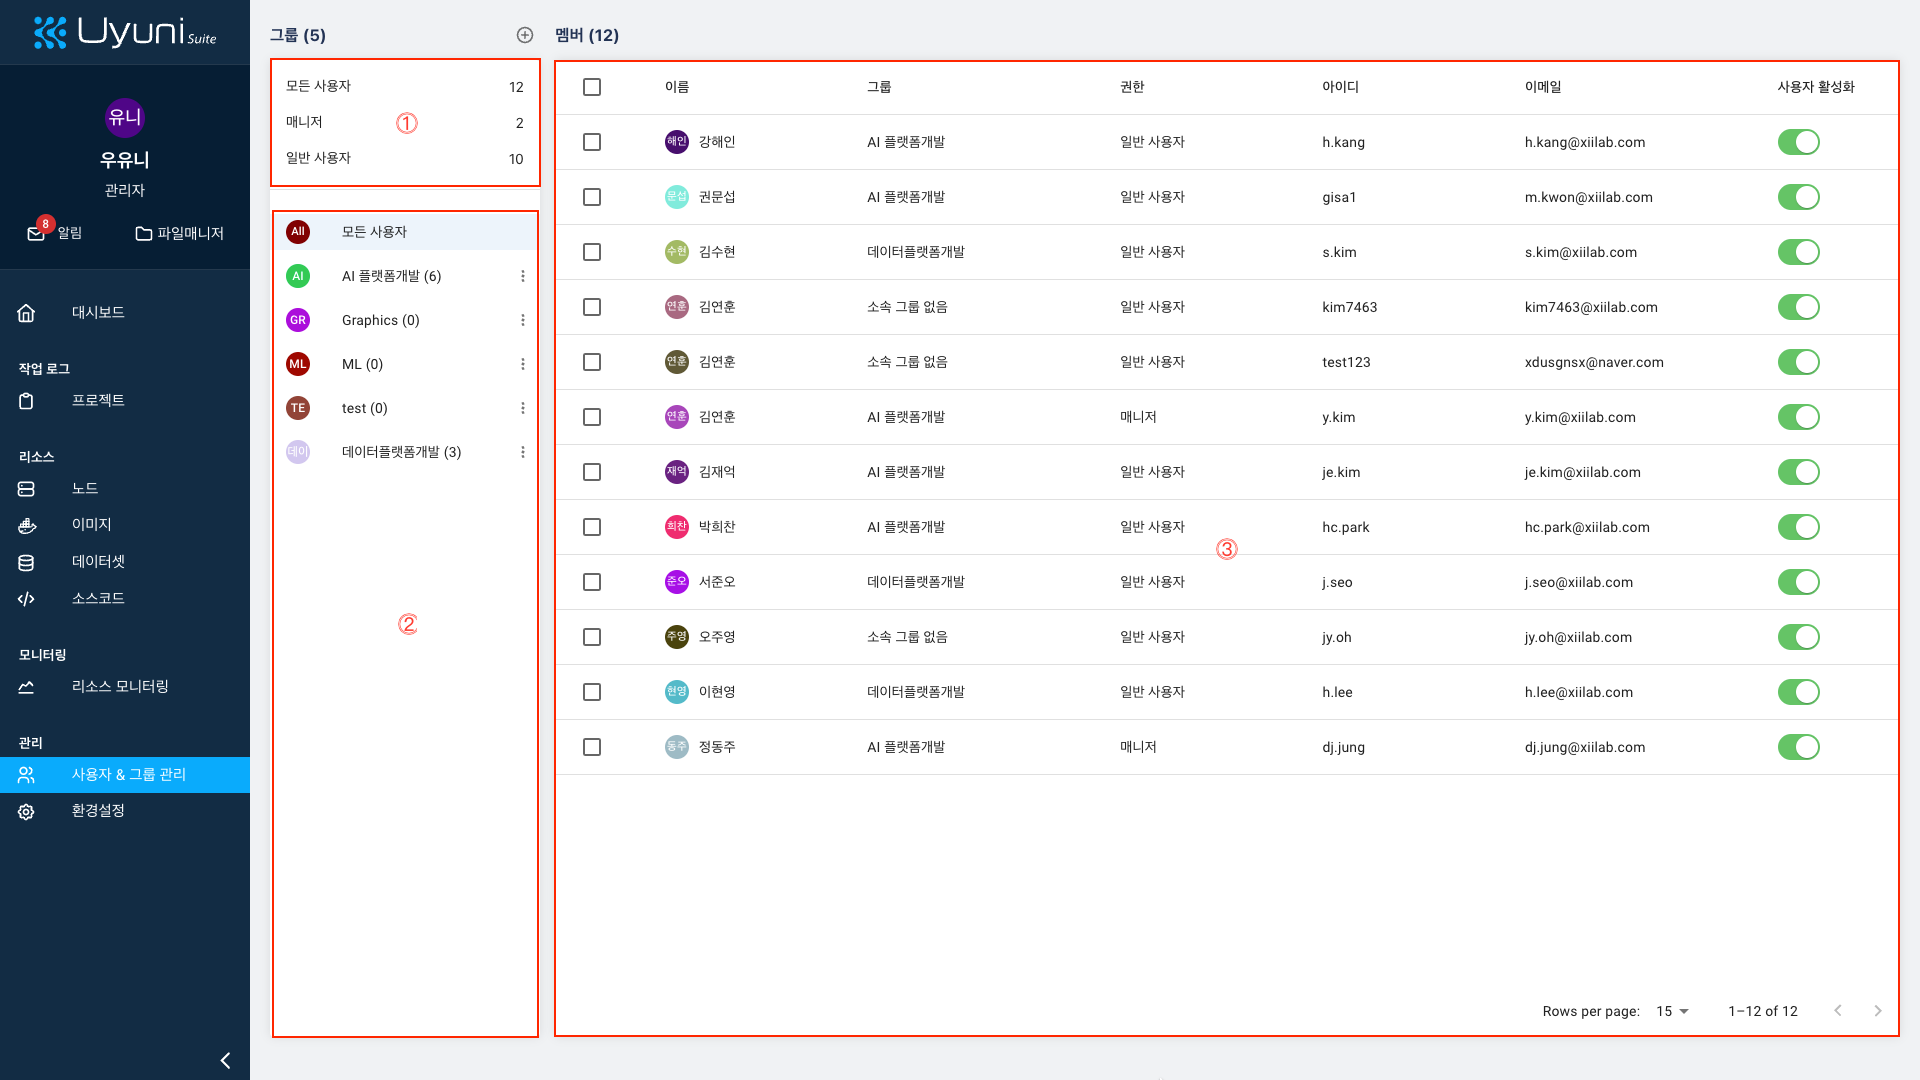 Uyuni Suite
유니
우유니
관리자
8
알림
파일매니저
대시보드
작업 로그
프로젝트
리소스
노드
이미지
데이터셋
소스코드
모니터링
리소스 모니터링
관리
사용자 & 그룹 관리
환경설정
그룹 (5)
모든 사용자 12
매니저 2
①
일반 사용자 10
All 모든 사용자
AI AI 플랫폼개발 (6)
GR Graphics (0)
ML ML (0)
TE test (0)
데이 데이터플랫폼개발 (3)
②
멤버 (12)
이름 그룹 권한 아이디 이메일 사용자 활성화
해인 강해인 AI 플랫폼개발 일반 사용자 h.kang h.kang@xiilab.com
문섭 권문섭 AI 플랫폼개발 일반 사용자 gisa1 m.kwon@xiilab.com
수현 김수현 데이터플랫폼개발 일반 사용자 s.kim s.kim@xiilab.com
연훈 김연훈 소속 그룹 없음 일반 사용자 kim7463 kim7463@xiilab.com
연훈 김연훈 소속 그룹 없음 일반 사용자 test123 xdusgnsx@naver.com
연훈 김연훈 AI 플랫폼개발 매니저 y.kim y.kim@xiilab.com
재억 김재억 AI 플랫폼개발 일반 사용자 je.kim je.kim@xiilab.com
희찬 박희찬 AI 플랫폼개발 일반 사용자 hc.park hc.park@xiilab.com
③
준오 서준오 데이터플랫폼개발 일반 사용자 j.seo j.seo@xiilab.com
주영 오주영 소속 그룹 없음 일반 사용자 jy.oh jy.oh@xiilab.com
현영 이현영 데이터플랫폼개발 일반 사용자 h.lee h.lee@xiilab.com
동주 정동주 AI 플랫폼개발 매니저 dj.jung dj.jung@xiilab.com
Rows per page: 15 1–12 of 12